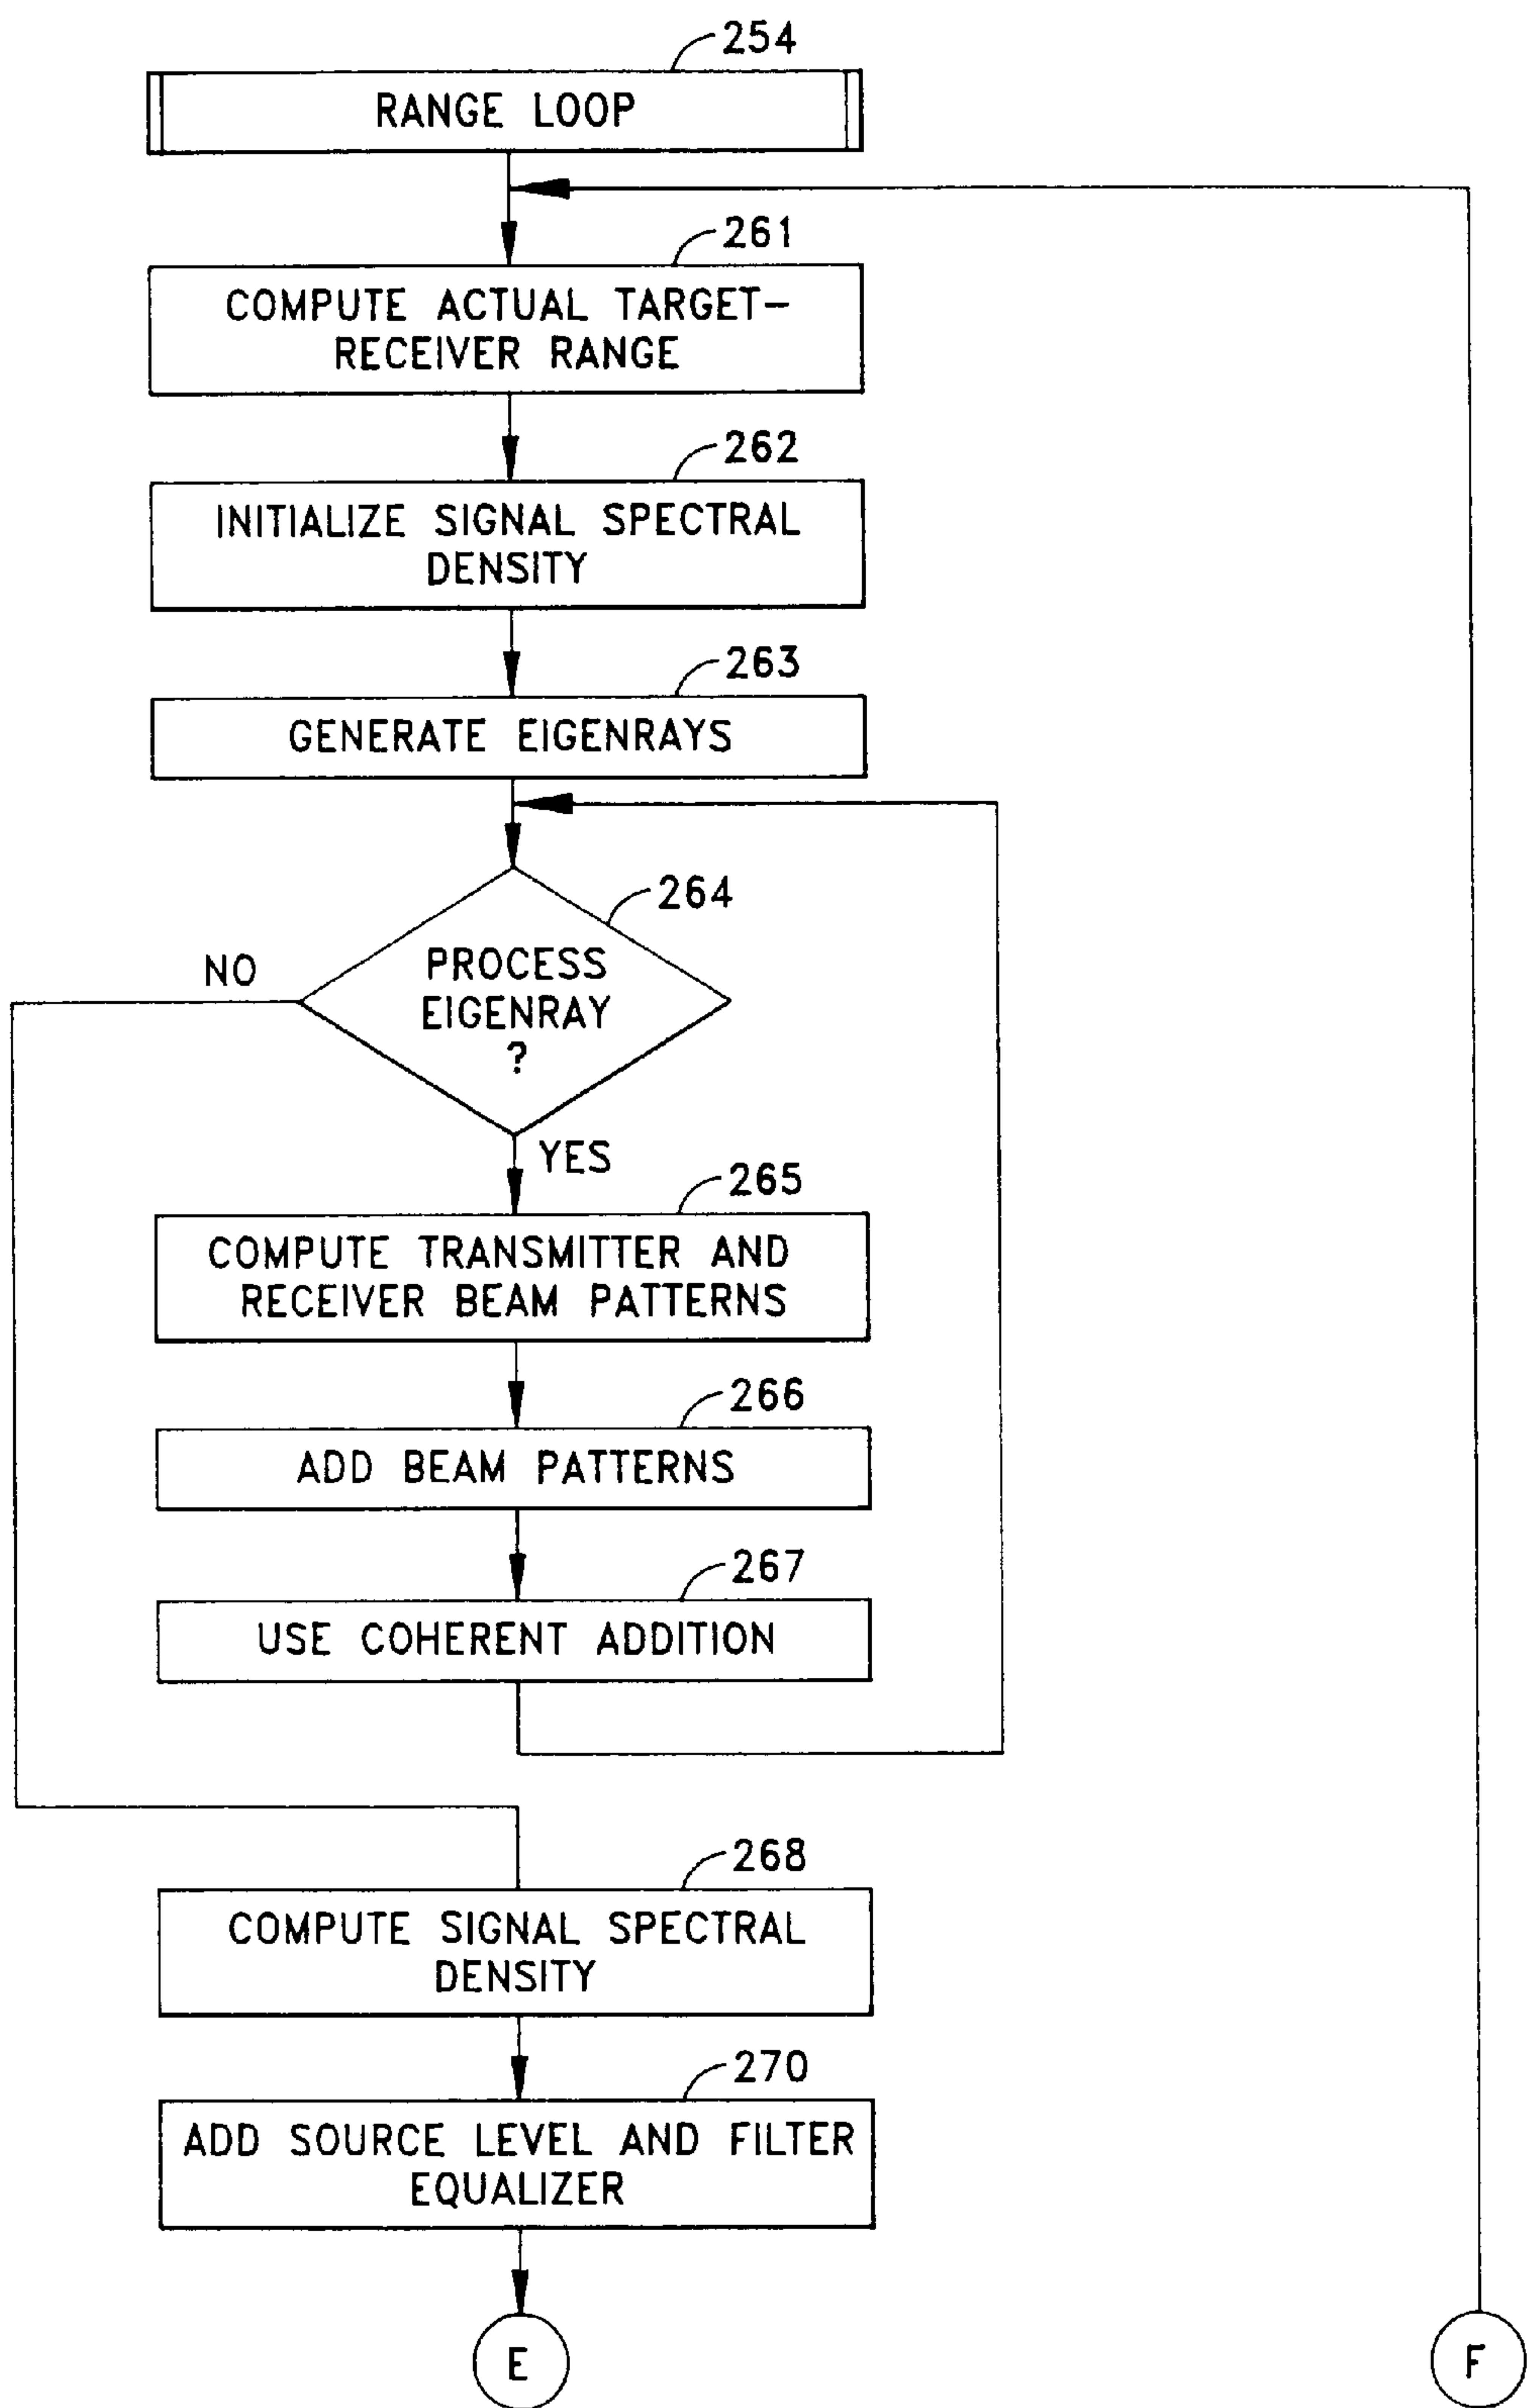 254
RANGE LOOP
261
COMPUTE ACTUAL TARGET-
RECEIVER RANGE
262
INITIALIZE SIGNAL SPECTRAL
DENSITY
263
GENERATE EIGENRAYS
264
NO
PROCESS
EIGENRAY
?
YES
265
COMPUTE TRANSMITTER AND
RECEIVER BEAM PATTERNS
266
ADD BEAM PATTERNS
267
USE COHERENT ADDITION
268
COMPUTE SIGNAL SPECTRAL
DENSITY
270
ADD SOURCE LEVEL AND FILTER
EQUALIZER
E
F